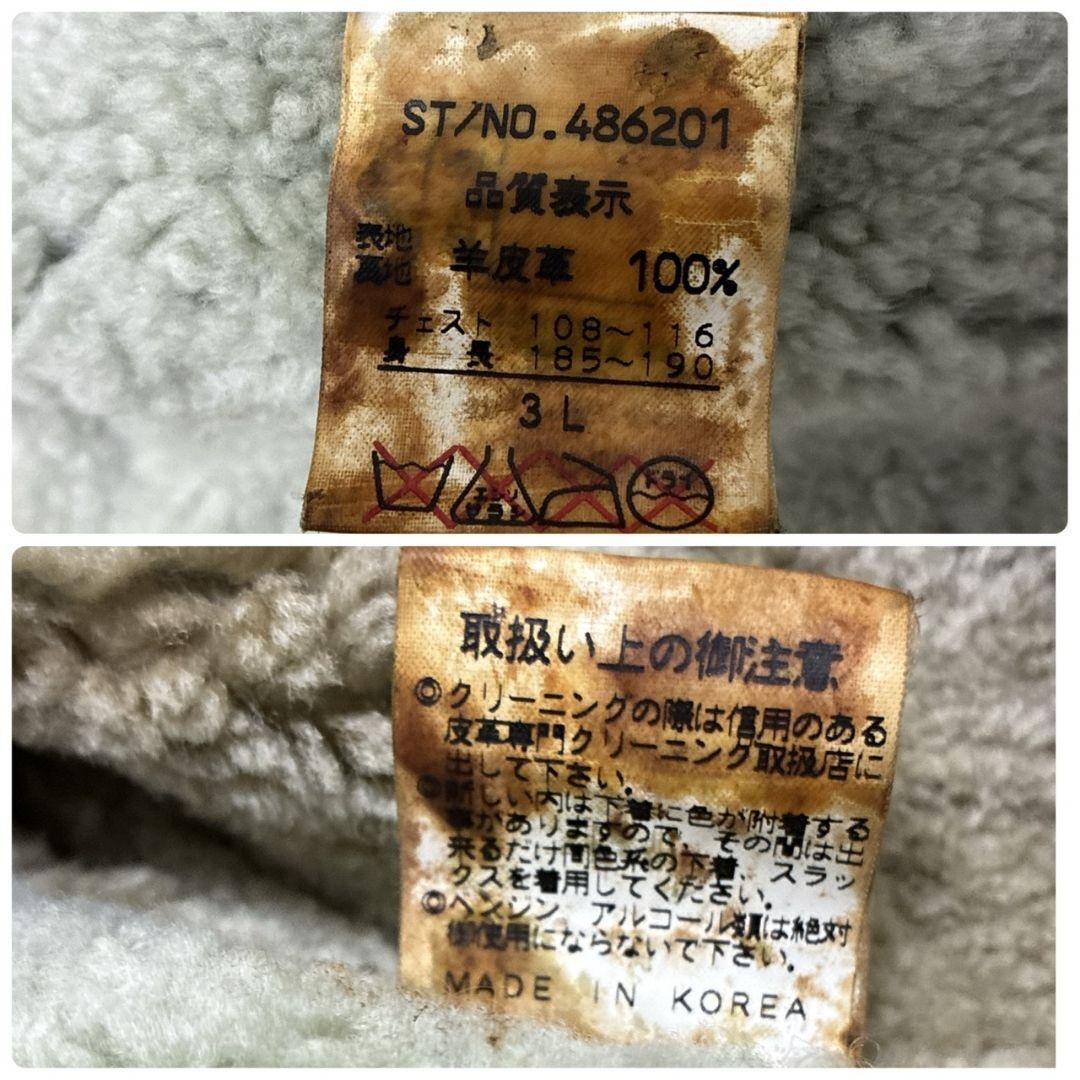 ST/NO.486201
品質表示
表地
裏地 羊皮革 100%
チェスト 108～116
身長 185～190
3L
エンソ
サラシ
ドライ
取扱い上の御注意
◎クリーニングの際は信用のある
皮革専門クリーニング取扱店に
出して下さい.
◎新しい内は下着に色が附着する
事がありますので、その間は出
来るだけ同色系の下着、スラッ
クスを着用してください.
◎ベンジン、アルコール類は絶対
御使用にならないで下さい.
MADE IN KOREA